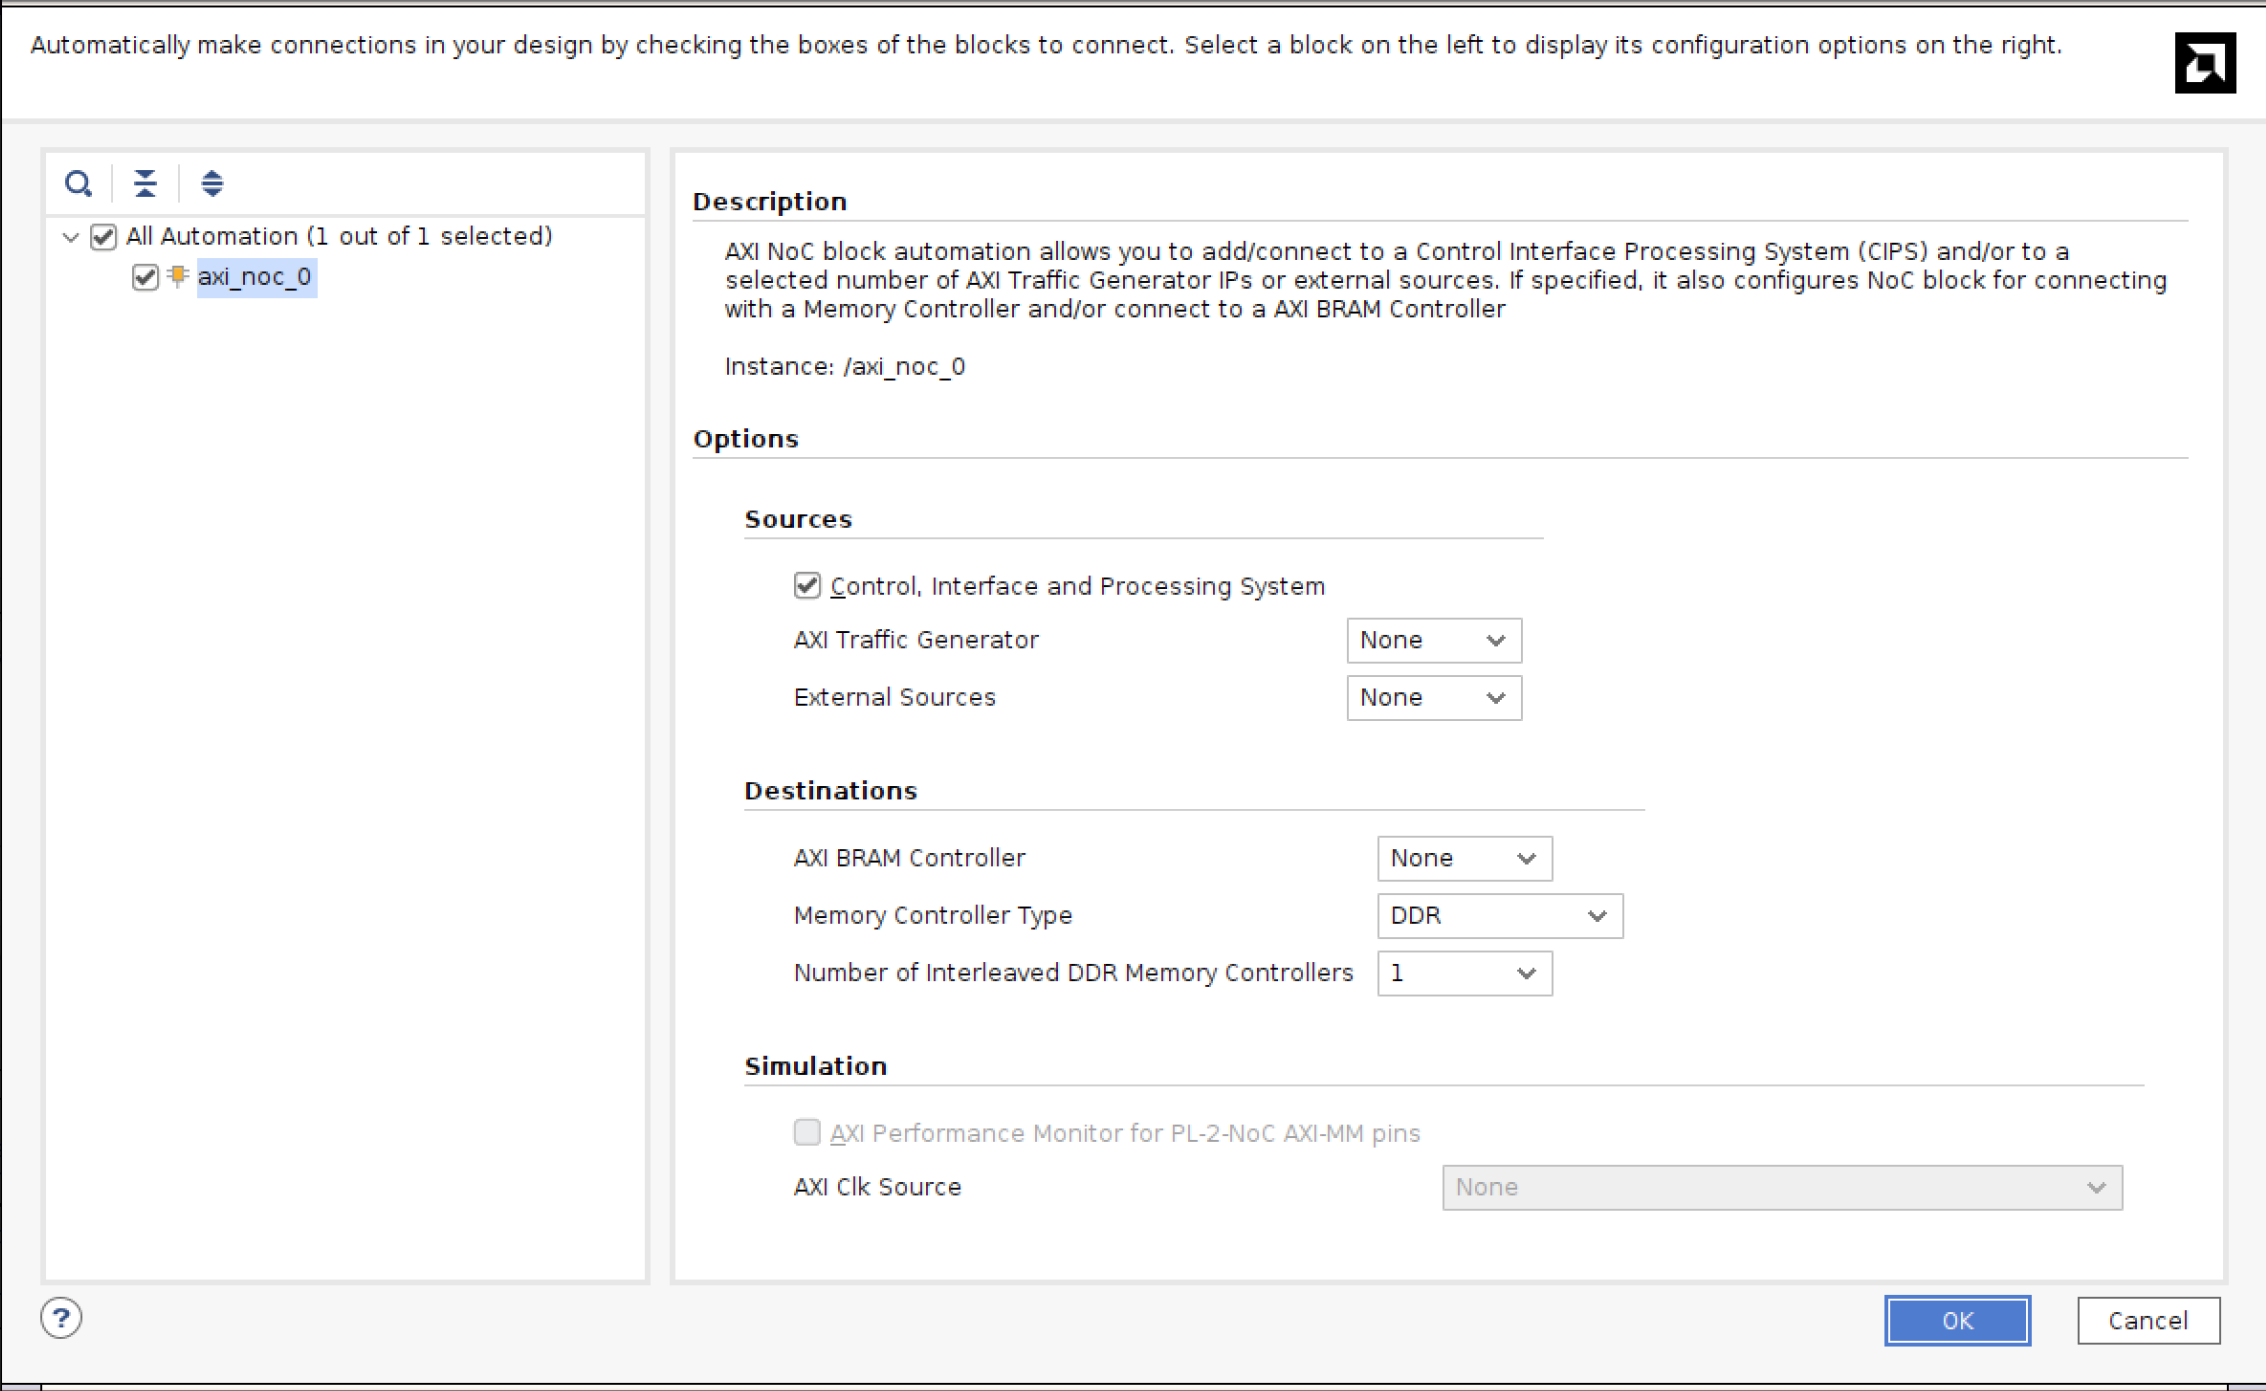 Automatically make connections in your design by checking the boxes of the blocks to connect. Select a block on the left to display its configuration options on the right.
All Automation (1 out of 1 selected)
axi_noc_0
Description
AXI NoC block automation allows you to add/connect to a Control Interface Processing System (CIPS) and/or to a
selected number of AXI Traffic Generator IPs or external sources. If specified, it also configures NoC block for connecting
with a Memory Controller and/or connect to a AXI BRAM Controller
Instance: /axi_noc_0
Options
Sources
Control, Interface and Processing System
AXI Traffic Generator None
External Sources None
Destinations
AXI BRAM Controller None
Memory Controller Type DDR
Number of Interleaved DDR Memory Controllers 1
Simulation
AXI Performance Monitor for PL-2-NoC AXI-MM pins
AXI Clk Source None
? OK Cancel